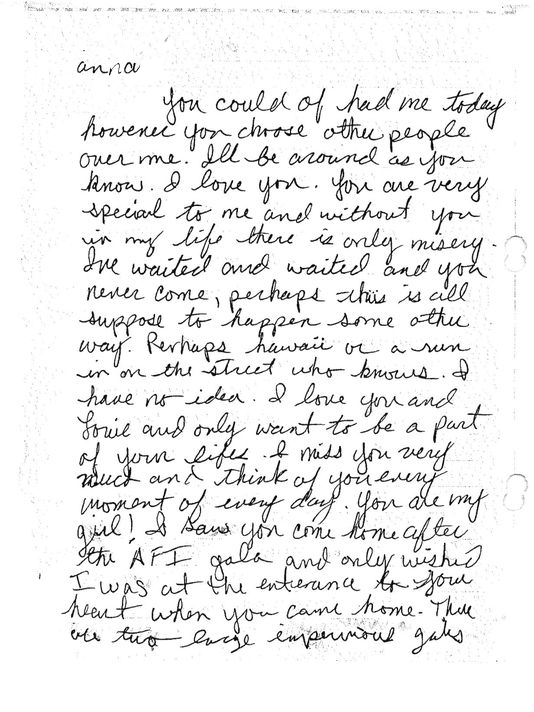 anna
You could of had me today
however you choose other people
over me. Ill be around as you
know. I love you. You are very
special to me and without you
in my life there is only misery.
Ive waited and waited and you
never come, perhaps this is all
suppose to happen some other
way. Perhaps hawaii or a run
in on the street who knows. I
have no idea. I love you and
Louie and only want to be a part
of your lifes. I miss you very
much and think of you every
moment of every day. You are my
girl! I saw you come home after
the AFI gala and only wished
I was at the enterance to your
heart when you came home. There
are two large impervious gates